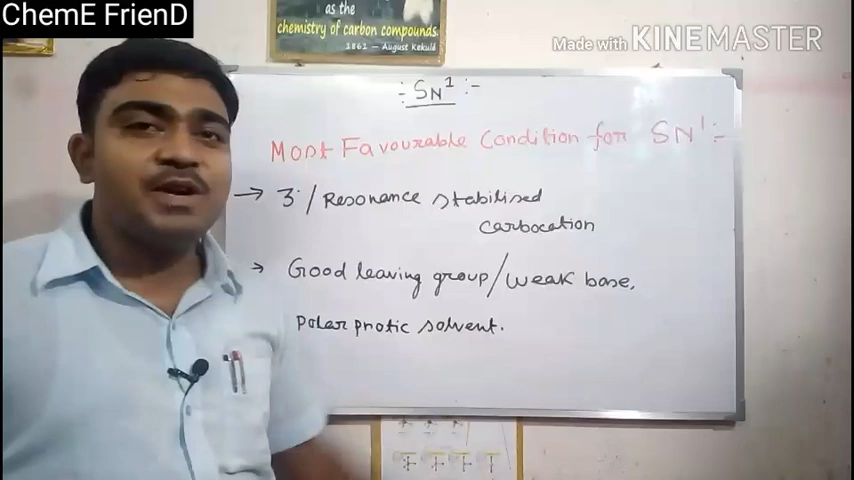 ChemE FrienD
as the
chemistry of carbon compounds.
1861 — August Kekulé
Made with KINEMASTER
-: SN1 :-
Most Favourable Condition for SN1 :-
→ 3°/Resonance stabilised
carbocation
→ Good leaving group/weak base.
Polar protic solvent.